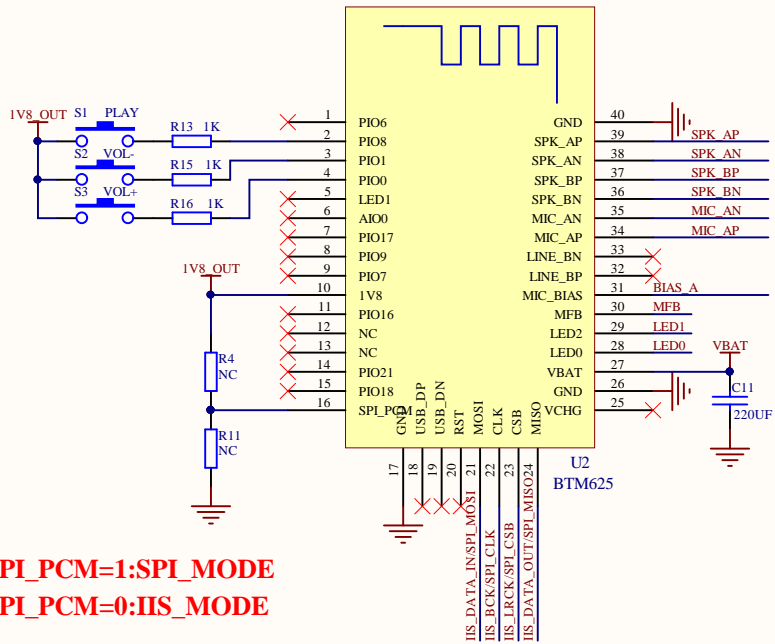 1V8_OUT
S1 PLAY
R13 1K
S2 VOL-
R15 1K
S3 VOL+
R16 1K
1 PIO6
2 PIO8
3 PIO1
4 PIO0
5 LED1
6 AIO0
7 PIO17
8 PIO9
9 PIO7
10 1V8
11 PIO16
12 NC
13 NC
14 PIO21
15 PIO18
16 SPI_PCM
1V8_OUT
R4
NC
R11
NC
GND 40
SPK_AP 39 SPK_AP
SPK_AN 38 SPK_AN
SPK_BP 37 SPK_BP
SPK_BN 36 SPK_BN
MIC_AN 35 MIC_AN
MIC_AP 34 MIC_AP
LINE_BN 33
LINE_BP 32
MIC_BIAS 31 BIAS_A
MFB 30 MFB
LED2 29 LED1
LED0 28 LED0
VBAT 27
GND 26
VCHG 25
VBAT
C11
220UF
GND 17
USB_DP 18
USB_DN 19
RST 20
MOSI 21 IIS_DATA_IN/SPI_MOSI
CLK 22 IIS_BCK/SPI_CLK
CSB 23 IIS_LRCK/SPI_CSB
MISO 24 IIS_DATA_OUT/SPI_MISO
U2
BTM625
PI_PCM=1:SPI_MODE
PI_PCM=0:IIS_MODE